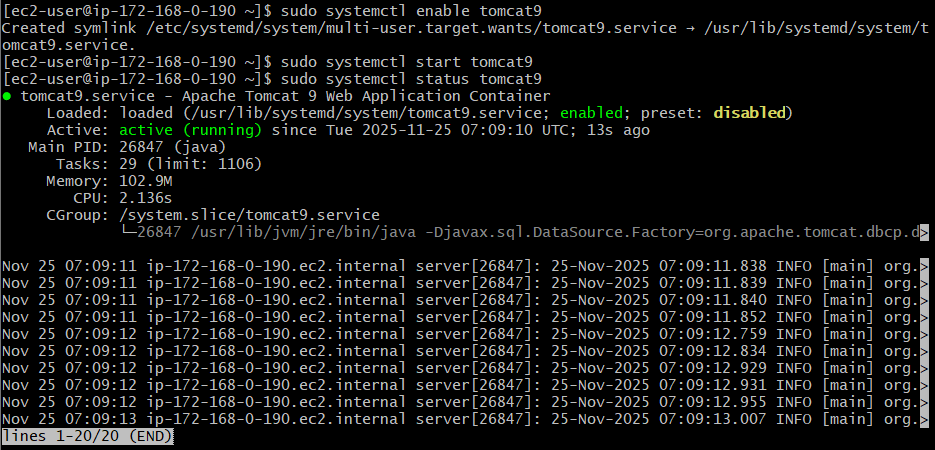 [ec2-user@ip-172-168-0-190 ~]$ sudo systemctl enable tomcat9
Created symlink /etc/systemd/system/multi-user.target.wants/tomcat9.service → /usr/lib/systemd/system/t
omcat9.service.
[ec2-user@ip-172-168-0-190 ~]$ sudo systemctl start tomcat9
[ec2-user@ip-172-168-0-190 ~]$ sudo systemctl status tomcat9
● tomcat9.service - Apache Tomcat 9 Web Application Container
     Loaded: loaded (/usr/lib/systemd/system/tomcat9.service; enabled; preset: disabled)
     Active: active (running) since Tue 2025-11-25 07:09:10 UTC; 13s ago
   Main PID: 26847 (java)
      Tasks: 29 (limit: 1106)
     Memory: 102.9M
        CPU: 2.136s
     CGroup: /system.slice/tomcat9.service
             └─26847 /usr/lib/jvm/jre/bin/java -Djavax.sql.DataSource.Factory=org.apache.tomcat.dbcp.d>
Nov 25 07:09:11 ip-172-168-0-190.ec2.internal server[26847]: 25-Nov-2025 07:09:11.838 INFO [main] org.>
Nov 25 07:09:11 ip-172-168-0-190.ec2.internal server[26847]: 25-Nov-2025 07:09:11.839 INFO [main] org.>
Nov 25 07:09:11 ip-172-168-0-190.ec2.internal server[26847]: 25-Nov-2025 07:09:11.840 INFO [main] org.>
Nov 25 07:09:11 ip-172-168-0-190.ec2.internal server[26847]: 25-Nov-2025 07:09:11.852 INFO [main] org.>
Nov 25 07:09:12 ip-172-168-0-190.ec2.internal server[26847]: 25-Nov-2025 07:09:12.759 INFO [main] org.>
Nov 25 07:09:12 ip-172-168-0-190.ec2.internal server[26847]: 25-Nov-2025 07:09:12.834 INFO [main] org.>
Nov 25 07:09:12 ip-172-168-0-190.ec2.internal server[26847]: 25-Nov-2025 07:09:12.929 INFO [main] org.>
Nov 25 07:09:12 ip-172-168-0-190.ec2.internal server[26847]: 25-Nov-2025 07:09:12.931 INFO [main] org.>
Nov 25 07:09:12 ip-172-168-0-190.ec2.internal server[26847]: 25-Nov-2025 07:09:12.955 INFO [main] org.>
Nov 25 07:09:13 ip-172-168-0-190.ec2.internal server[26847]: 25-Nov-2025 07:09:13.007 INFO [main] org.>
lines 1-20/20 (END)